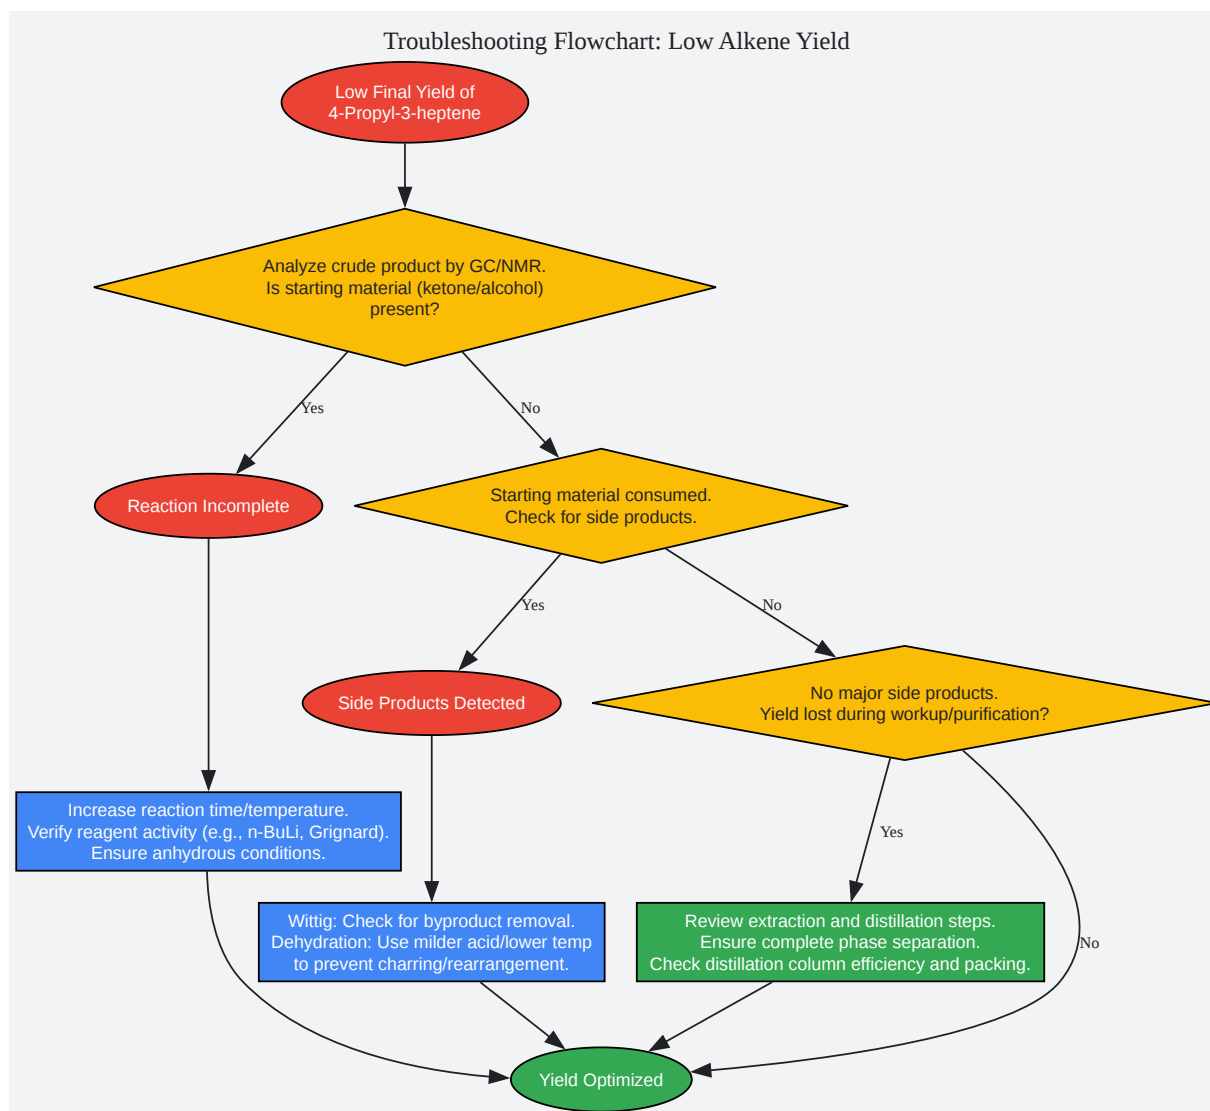 Troubleshooting Flowchart: Low Alkene Yield
Low Final Yield of
4-Propyl-3-heptene
Analyze crude product by GC/NMR.
Is starting material (ketone/alcohol)
present?
Yes
No
Reaction Incomplete
Starting material consumed.
Check for side products.
Yes
No
Side Products Detected
No major side products.
Yield lost during workup/purification?
Increase reaction time/temperature.
Verify reagent activity (e.g., n-BuLi, Grignard).
Ensure anhydrous conditions.
Yes
No
Wittig: Check for byproduct removal.
Dehydration: Use milder acid/lower temp
to prevent charring/rearrangement.
Review extraction and distillation steps.
Ensure complete phase separation.
Check distillation column efficiency and packing.
Yield Optimized